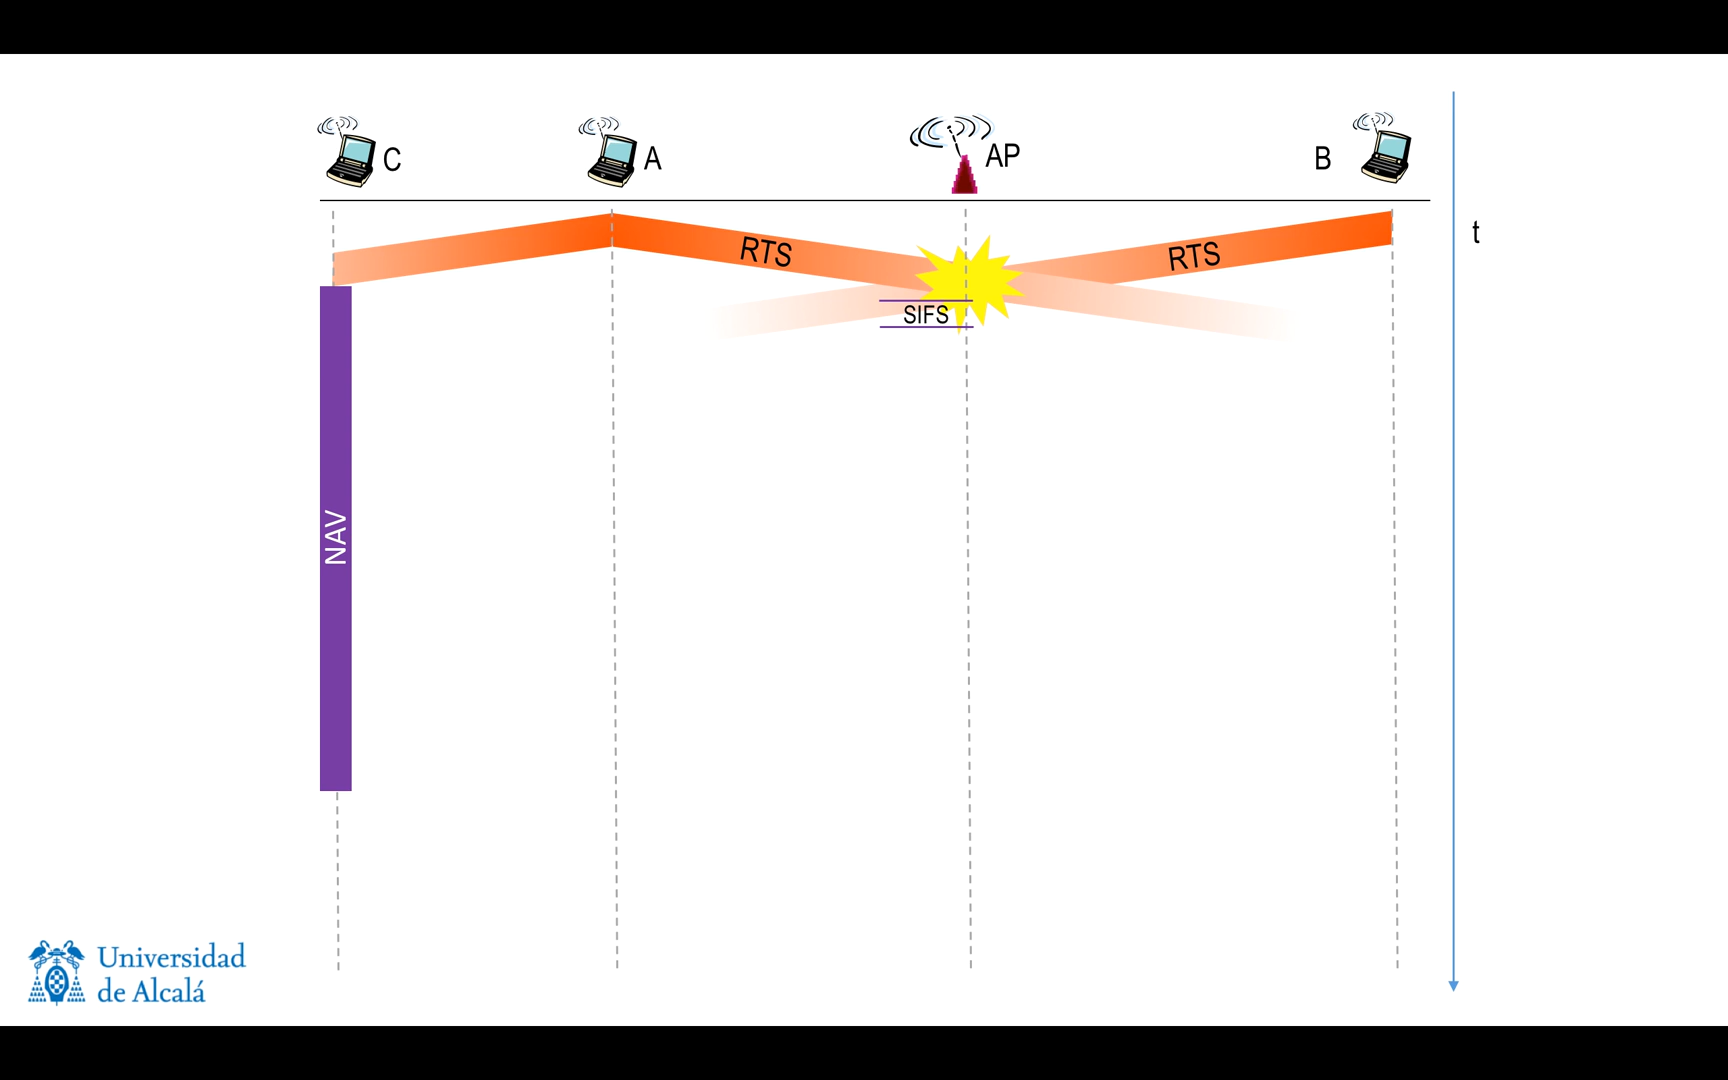 C
A
AP
B
t
RTS
RTS
SIFS
NAV
Universidad
de Alcalá